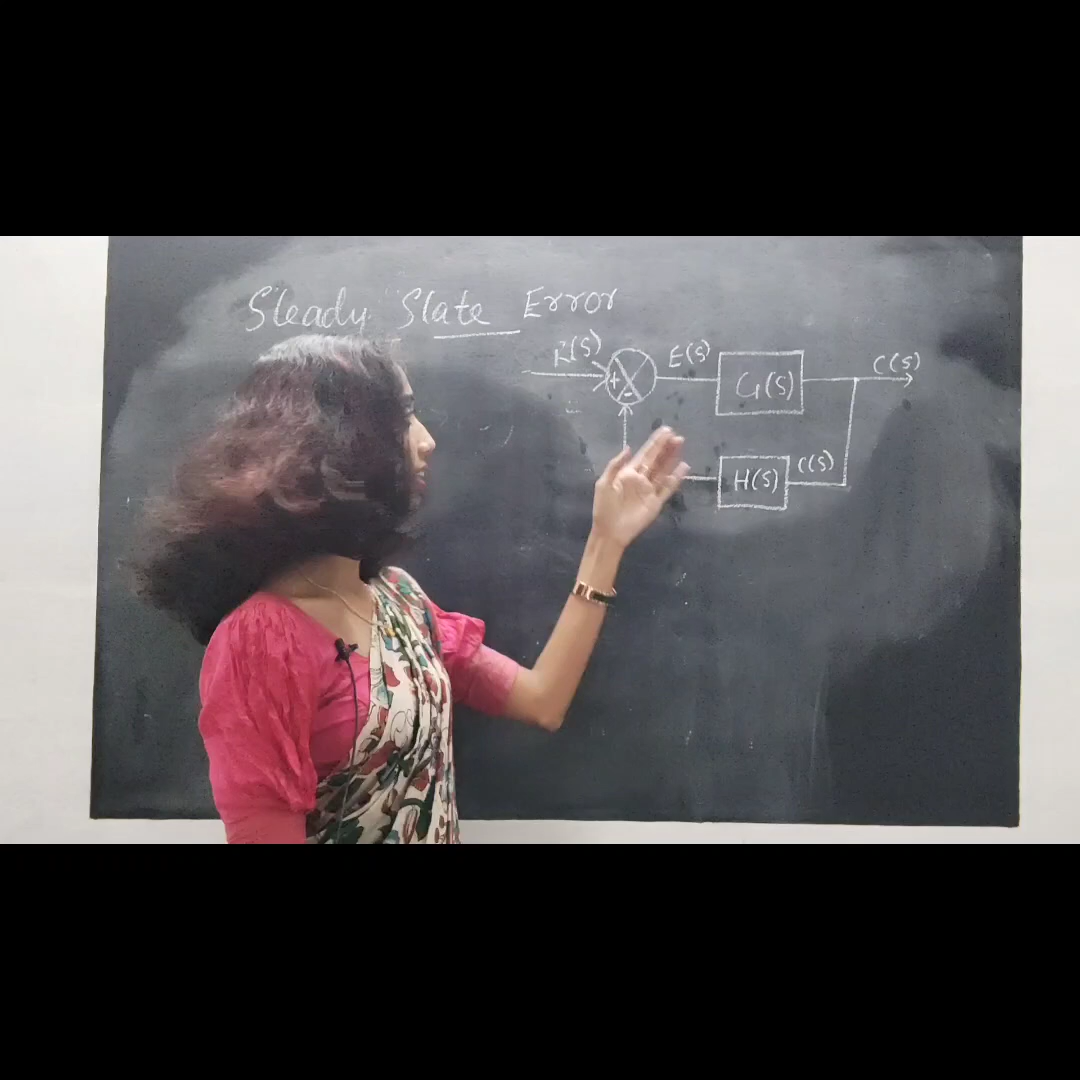 Steady State Error
R(S) E(S) G(S) C(S)
+
-
H(S) C(S)